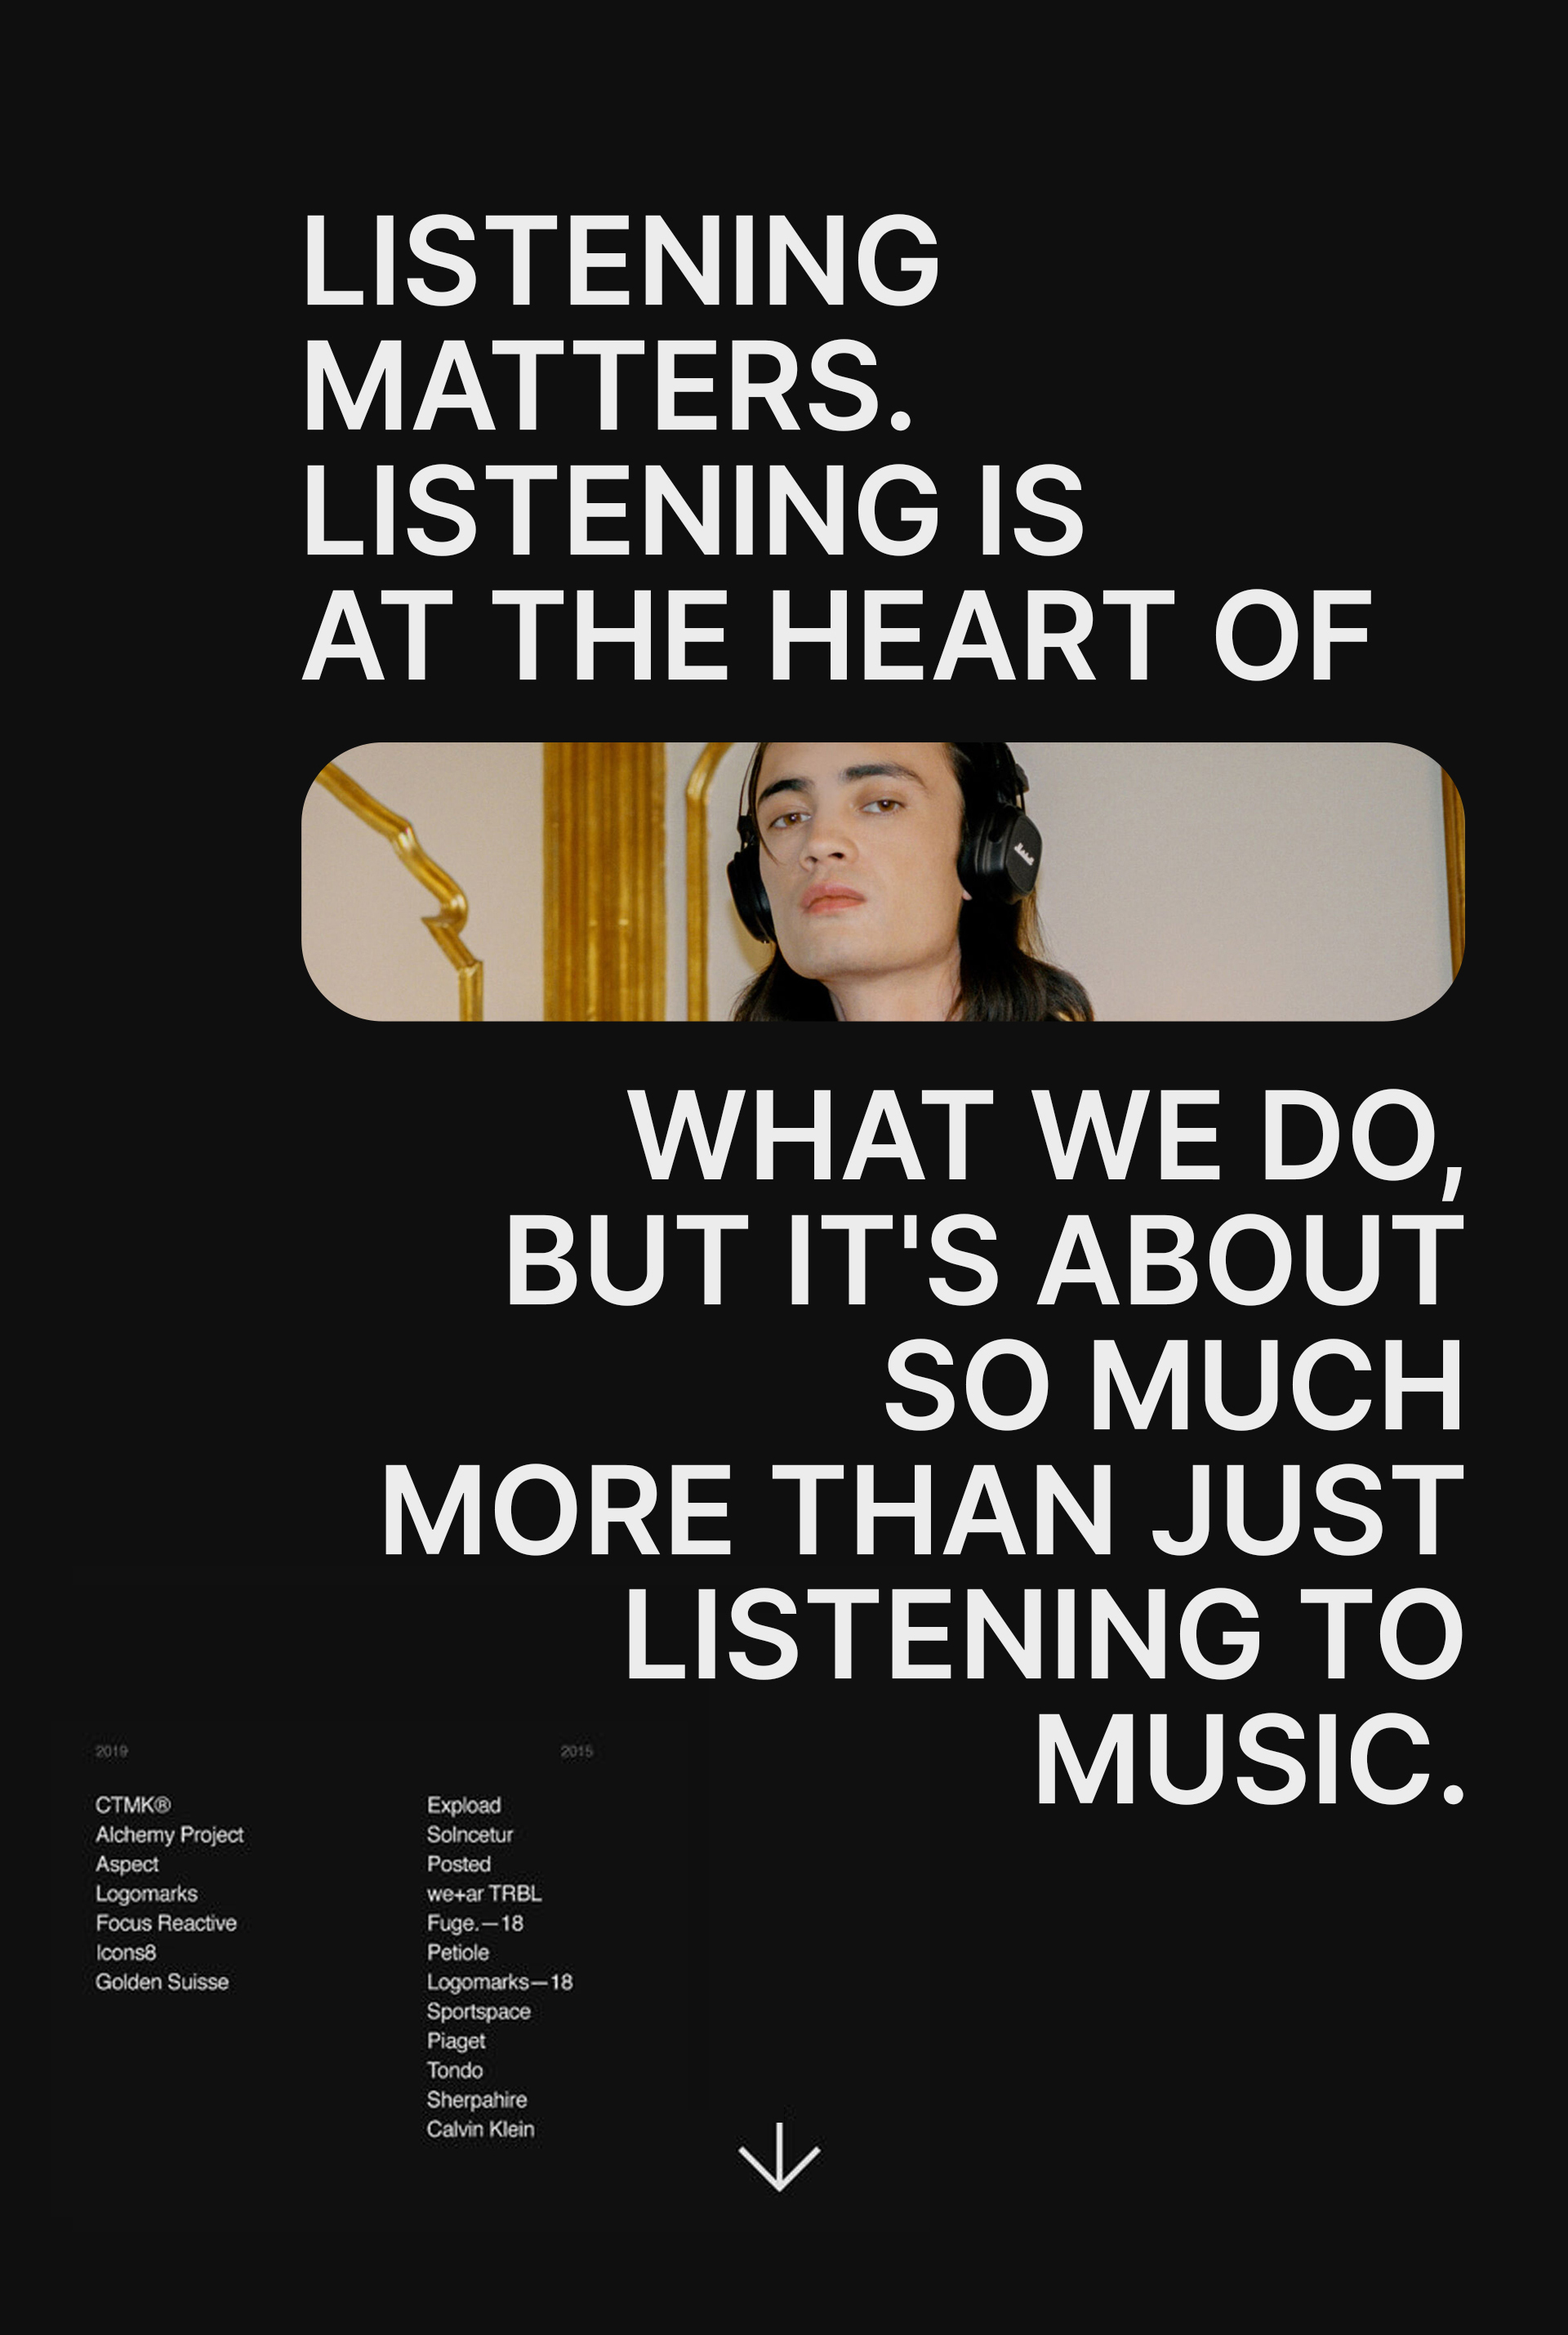 LISTENING
MATTERS.
LISTENING IS
AT THE HEART OF
Marshall
WHAT WE DO,
BUT IT'S ABOUT
SO MUCH
MORE THAN JUST
LISTENING TO
MUSIC.
2019
CTMK®
Alchemy Project
Aspect
Logomarks
Focus Reactive
Icons8
Golden Suisse
2015
Expload
Solncetur
Posted
we+ar TRBL
Fuge.—18
Petiole
Logomarks—18
Sportspace
Piaget
Tondo
Sherpahire
Calvin Klein